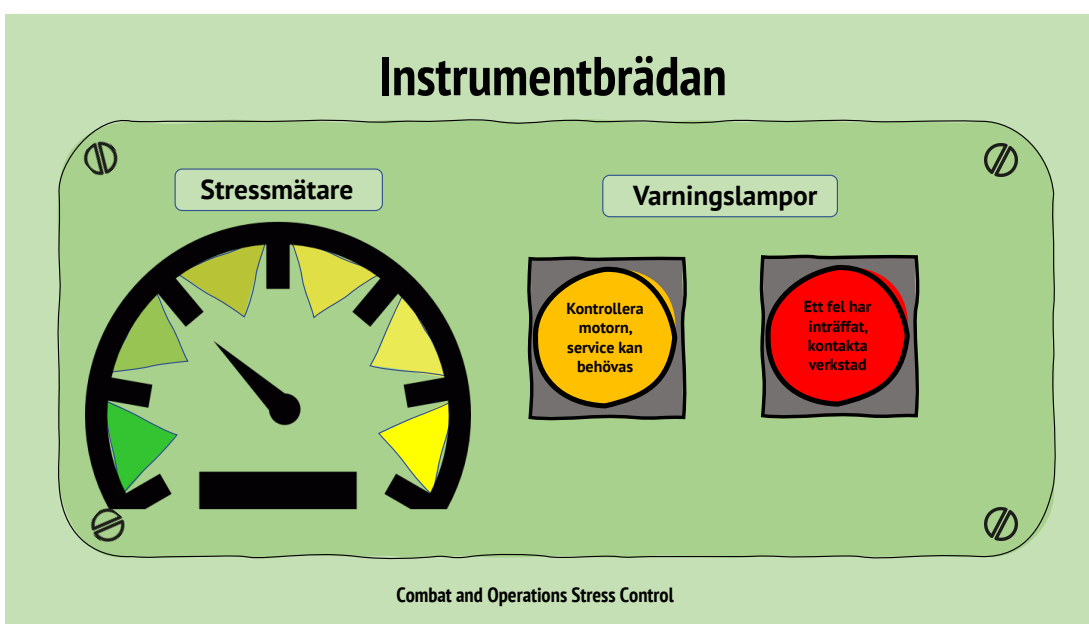 Instrumentbrädan
Stressmätare
Varningslampor
Kontrollera
motorn,
service kan
behövas
Ett fel har
inträffat,
kontakta
verkstad
Combat and Operations Stress Control